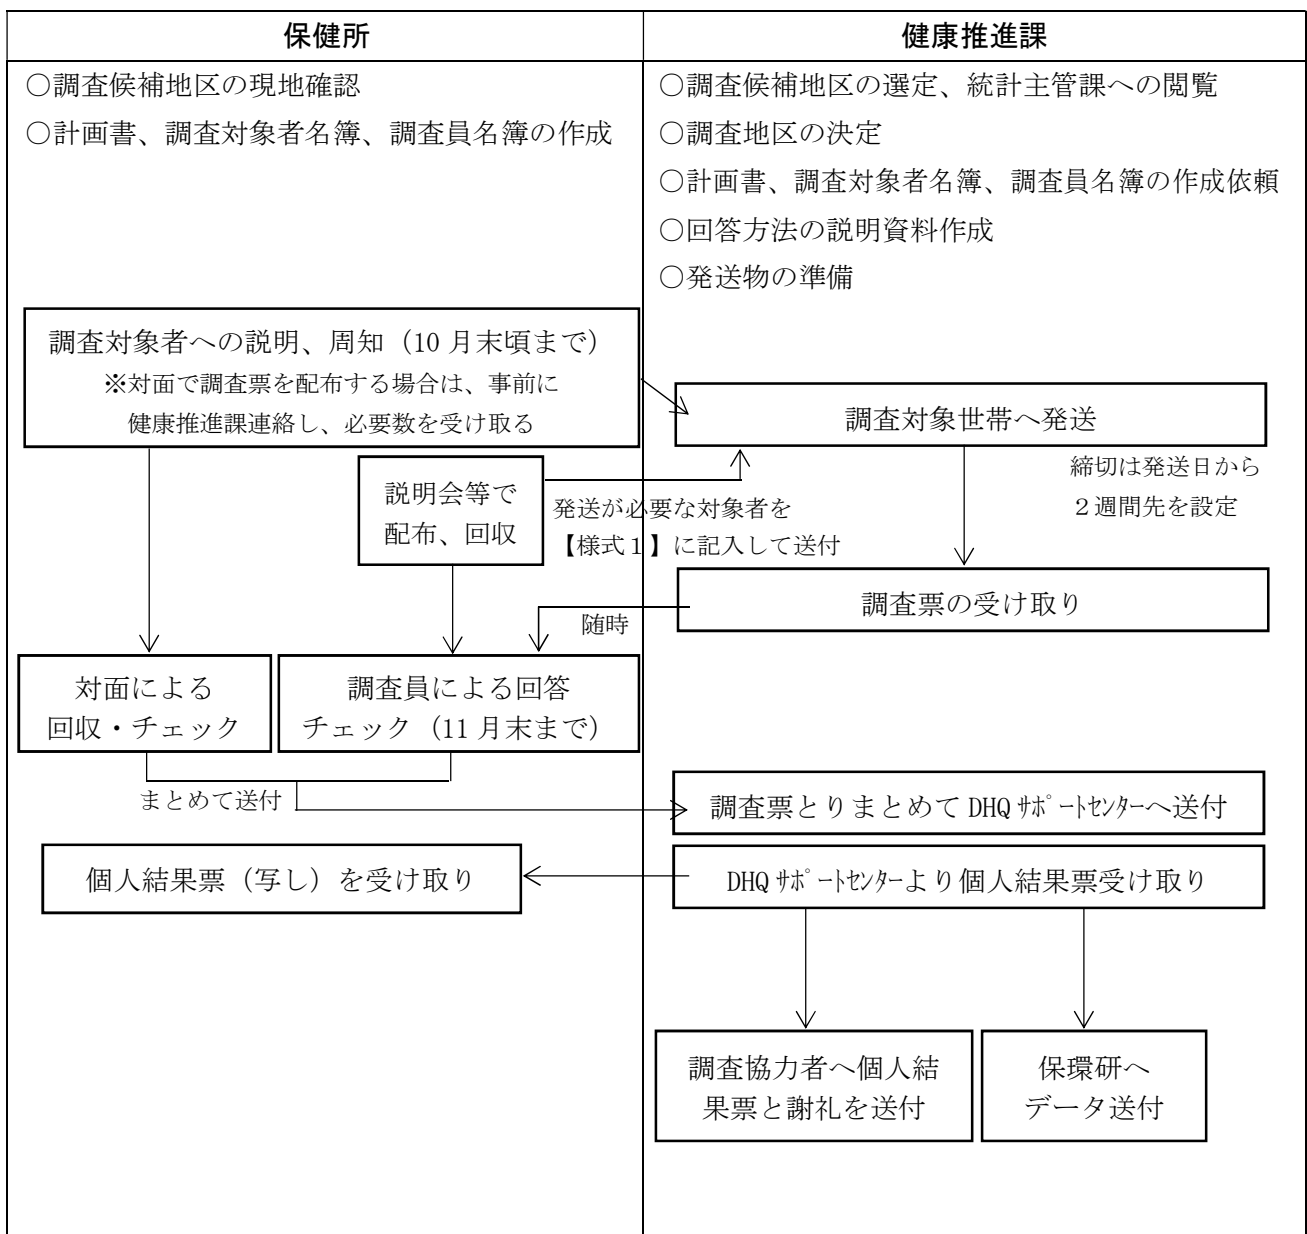 保健所
健康推進課
○調査候補地区の現地確認
○計画書、調査対象者名簿、調査員名簿の作成
○調査候補地区の選定、統計主管課への閲覧
○調査地区の決定
○計画書、調査対象者名簿、調査員名簿の作成依頼
○回答方法の説明資料作成
○発送物の準備
調査対象者への説明、周知（10 月末頃まで）
※対面で調査票を配布する場合は、事前に
健康推進課連絡し、必要数を受け取る
調査対象世帯へ発送
締切は発送日から
２週間先を設定
説明会等で
配布、回収
発送が必要な対象者を
【様式１】に記入して送付
調査票の受け取り
随時
対面による
回収・チェック
調査員による回答
チェック（11 月末まで）
まとめて送付
調査票とりまとめて DHQ ｻﾎﾟｰﾄｾﾝﾀｰへ送付
個人結果票（写し）を受け取り
DHQ ｻﾎﾟｰﾄｾﾝﾀｰより個人結果票受け取り
調査協力者へ個人結
果票と謝礼を送付
保環研へ
データ送付